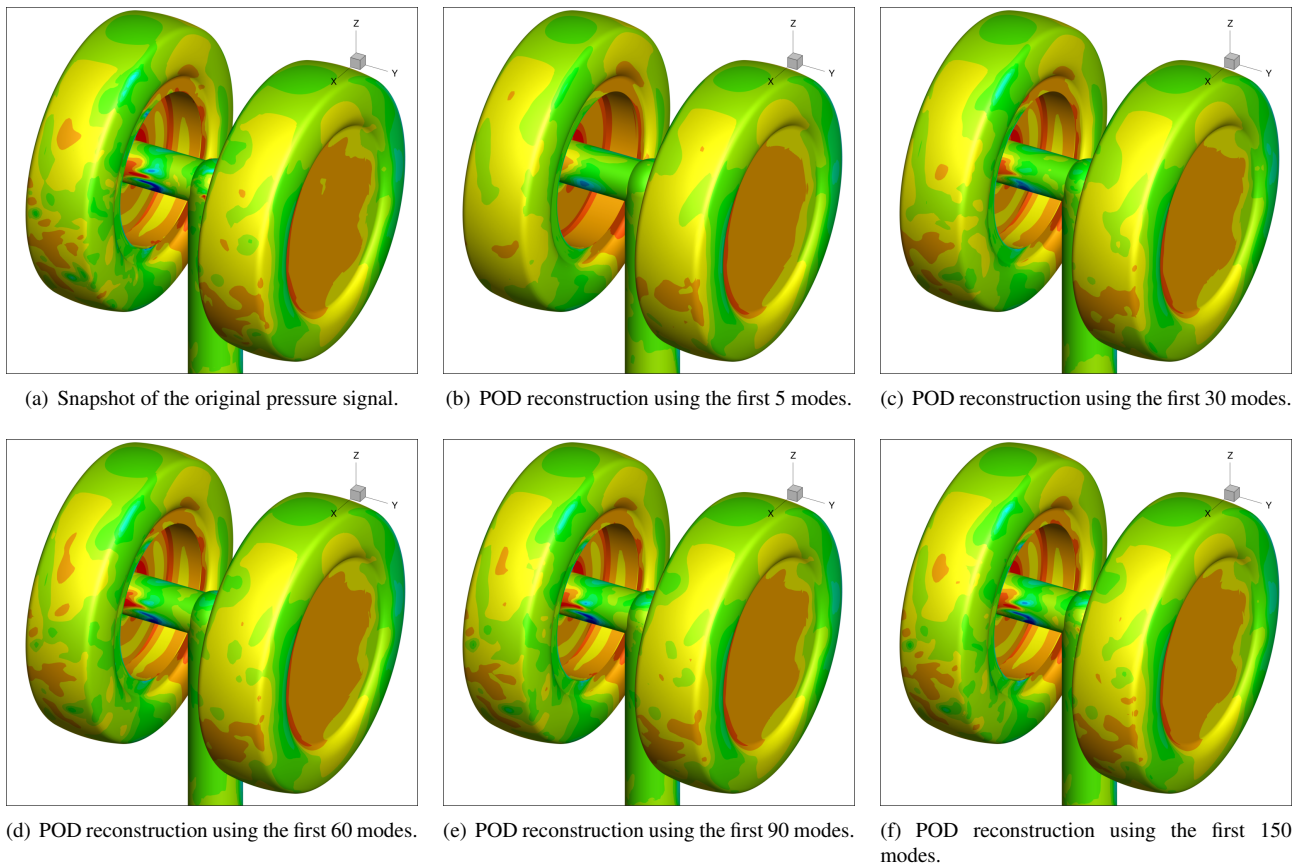 Z
Y
X
Z
Y
X
Z
Y
X
(a) Snapshot of the original pressure signal.
(b) POD reconstruction using the first 5 modes.
(c) POD reconstruction using the first 30 modes.
Z
Y
X
Z
Y
X
Z
Y
X
(d) POD reconstruction using the first 60 modes.
(e) POD reconstruction using the first 90 modes.
(f) POD reconstruction using the first 150
modes.